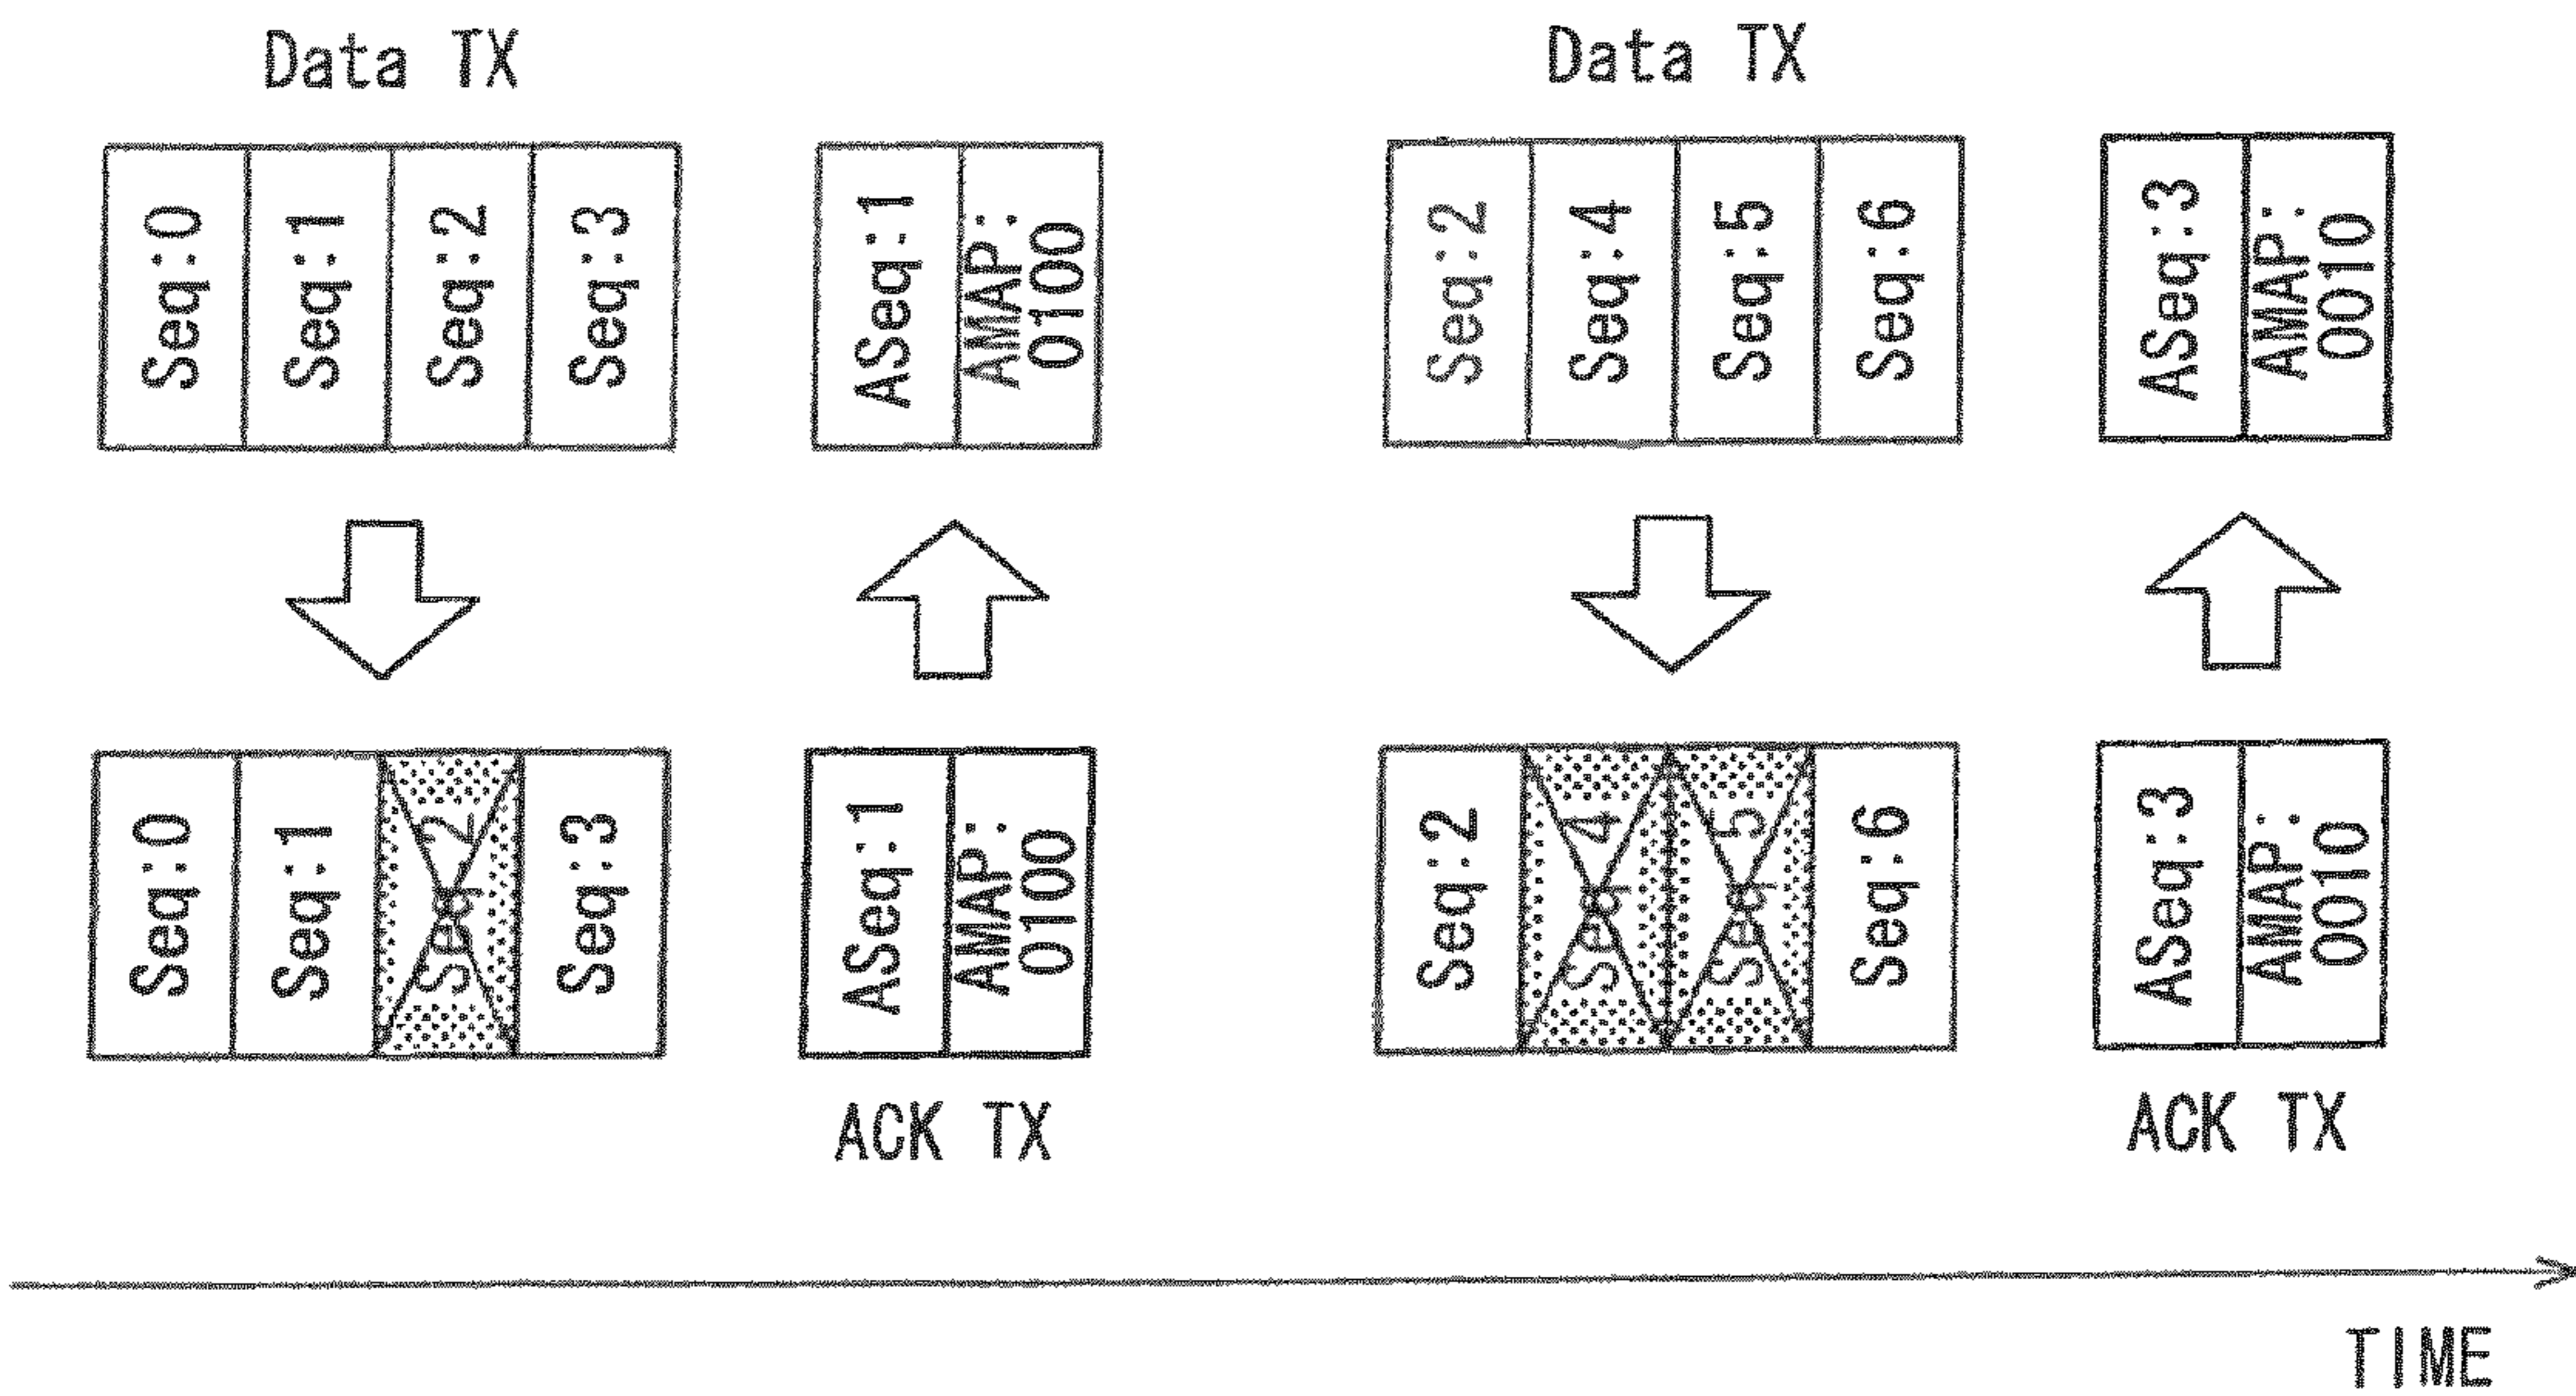 Data TX
Data TX
Seq:0
Seq:1
Seq:2
Seq:3
ASeq:1
AMAP:
0100
Seq:2
Seq:4
Seq:5
Seq:6
ASeq:3
AMAP:
0010
Seq:0
Seq:1
Seq:2
Seq:3
ASeq:1
AMAP:
0100
Seq:2
Seq:4
Seq:5
Seq:6
ASeq:3
AMAP:
0010
ACK TX
ACK TX
TIME